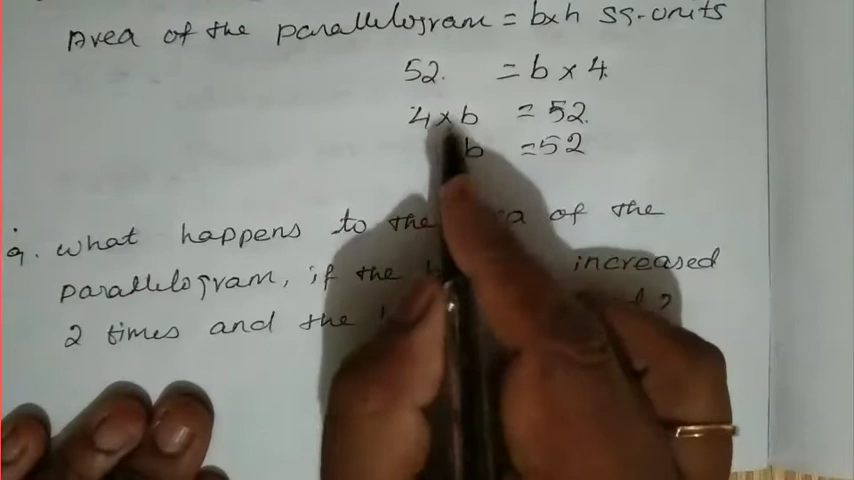 Area of the parallelogram = b×h sq.units
52. = b × 4.
4×b = 52.
b = 52
9. what happens to the of the
parallelogram, if the increased
2 times and the